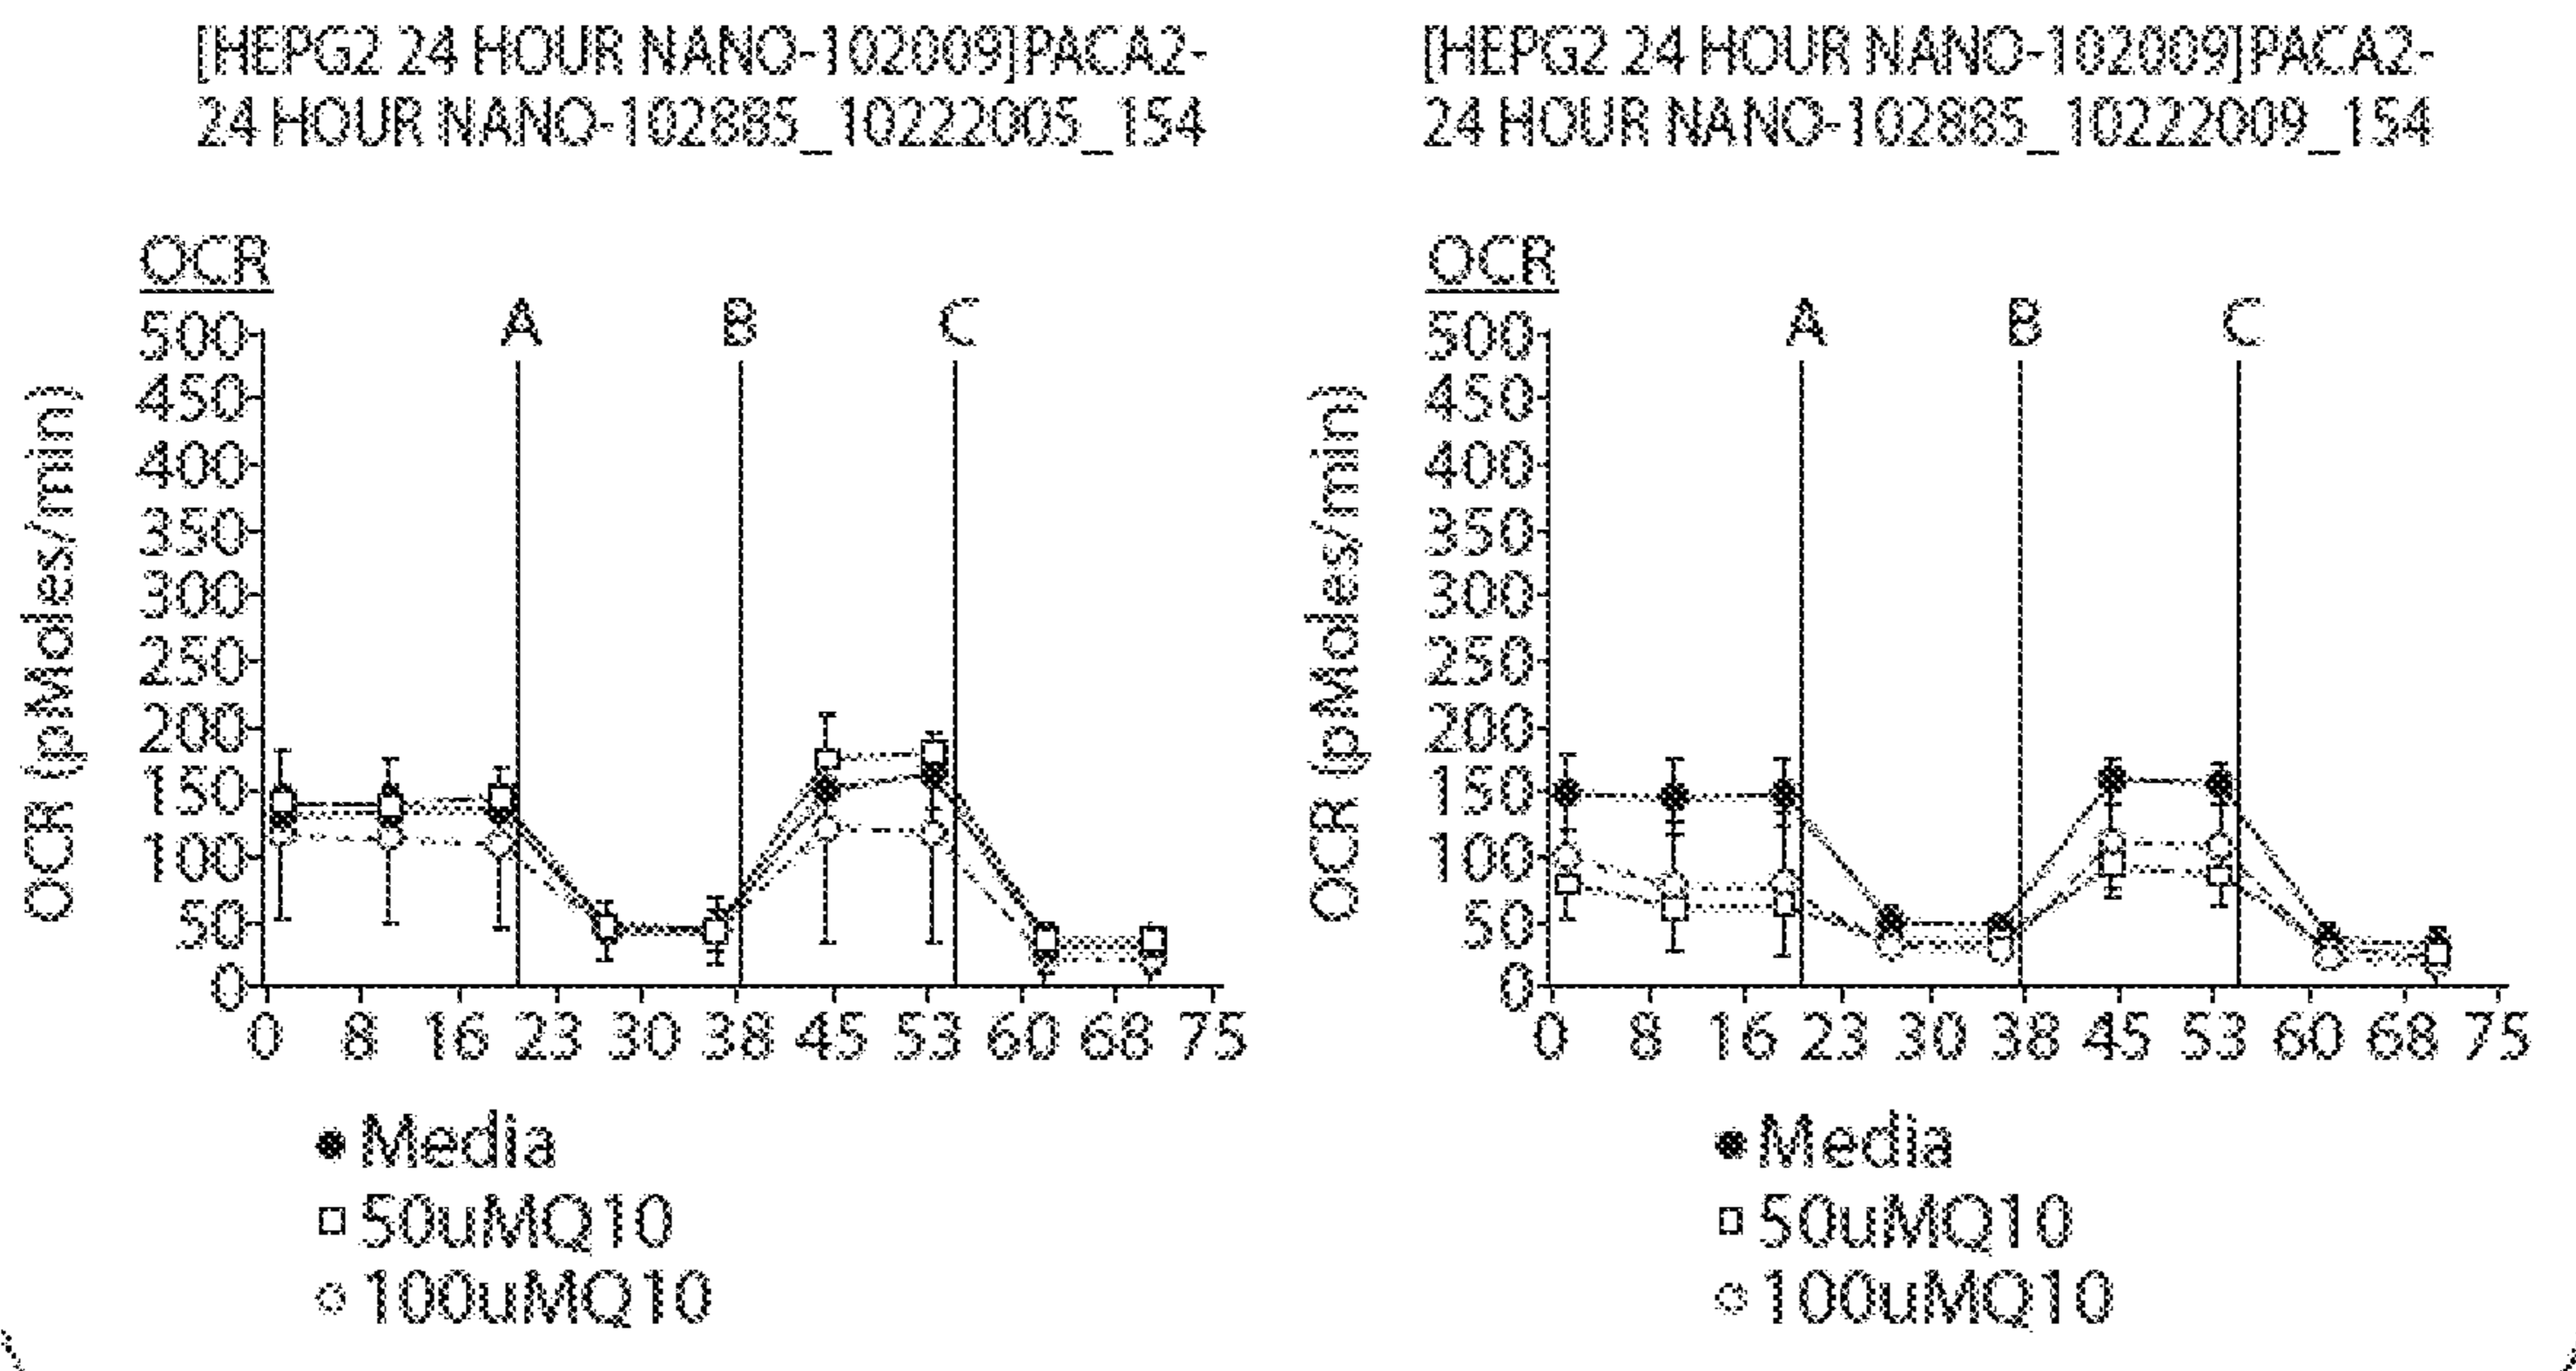 [HEPG2 24 HOUR NANO-102009]PACA2-
24 HOUR NANO-102885_10222005_154
OCR
A B C
OCR (pMoles/min)
500
450
400
350
300
250
200
150
100
50
0
0 8 16 23 30 38 45 53 60 68 75
Media
50uMQ10
100uMQ10
[HEPG2 24 HOUR NANO-102009]PACA2-
24 HOUR NANO-102885_10222009_154
OCR
A B C
OCR (pMoles/min)
500
450
400
350
300
250
200
150
100
50
0
0 8 16 23 30 38 45 53 60 68 75
Media
50uMQ10
100uMQ10